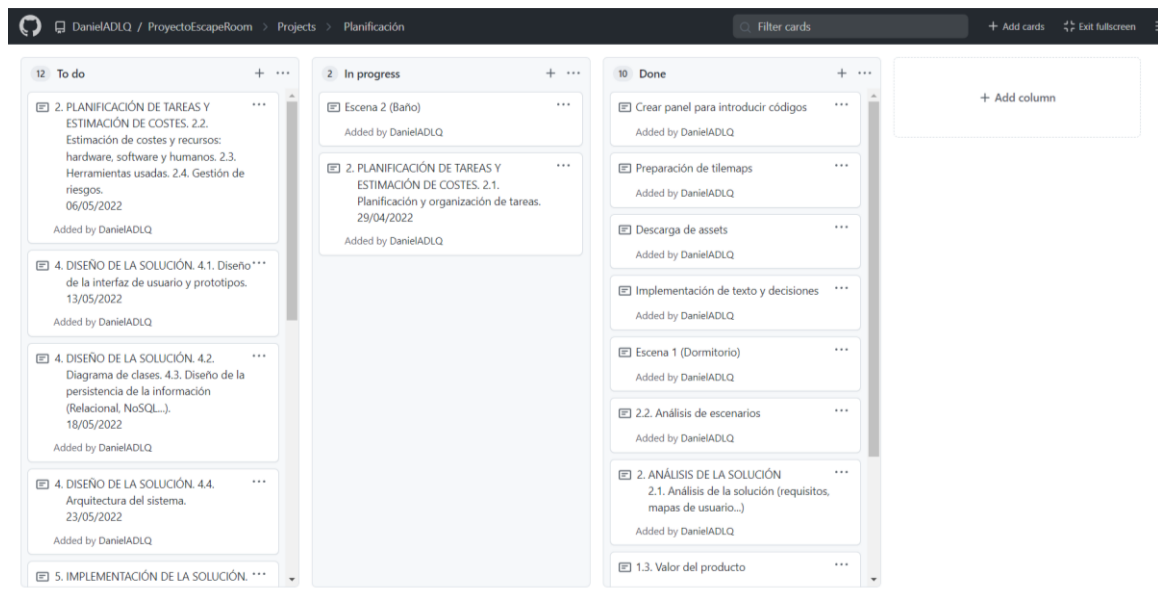 DanielADLQ / ProyectoEscapeRoom > Projects > Planificación
Filter cards
+ Add cards
Exit fullscreen
12 To do
2. PLANIFICACIÓN DE TAREAS Y
ESTIMACIÓN DE COSTES. 2.2.
Estimación de costes y recursos:
hardware, software y humanos. 2.3.
Herramientas usadas. 2.4. Gestión de
riesgos.
06/05/2022
Added by DanielADLQ
4. DISEÑO DE LA SOLUCIÓN. 4.1. Diseño
de la interfaz de usuario y prototipos.
13/05/2022
Added by DanielADLQ
4. DISEÑO DE LA SOLUCIÓN. 4.2.
Diagrama de clases. 4.3. Diseño de la
persistencia de la información
(Relacional, NoSQL...).
18/05/2022
Added by DanielADLQ
4. DISEÑO DE LA SOLUCIÓN. 4.4.
Arquitectura del sistema.
23/05/2022
Added by DanielADLQ
5. IMPLEMENTACIÓN DE LA SOLUCIÓN.
2 In progress
Escena 2 (Baño)
Added by DanielADLQ
2. PLANIFICACIÓN DE TAREAS Y
ESTIMACIÓN DE COSTES. 2.1.
Planificación y organización de tareas.
29/04/2022
Added by DanielADLQ
10 Done
Crear panel para introducir códigos
Added by DanielADLQ
Preparación de tilemaps
Added by DanielADLQ
Descarga de assets
Added by DanielADLQ
Implementación de texto y decisiones
Added by DanielADLQ
Escena 1 (Dormitorio)
Added by DanielADLQ
2.2. Análisis de escenarios
Added by DanielADLQ
2. ANÁLISIS DE LA SOLUCIÓN
2.1. Análisis de la solución (requisitos,
mapas de usuario...)
Added by DanielADLQ
1.3. Valor del producto
+ Add column